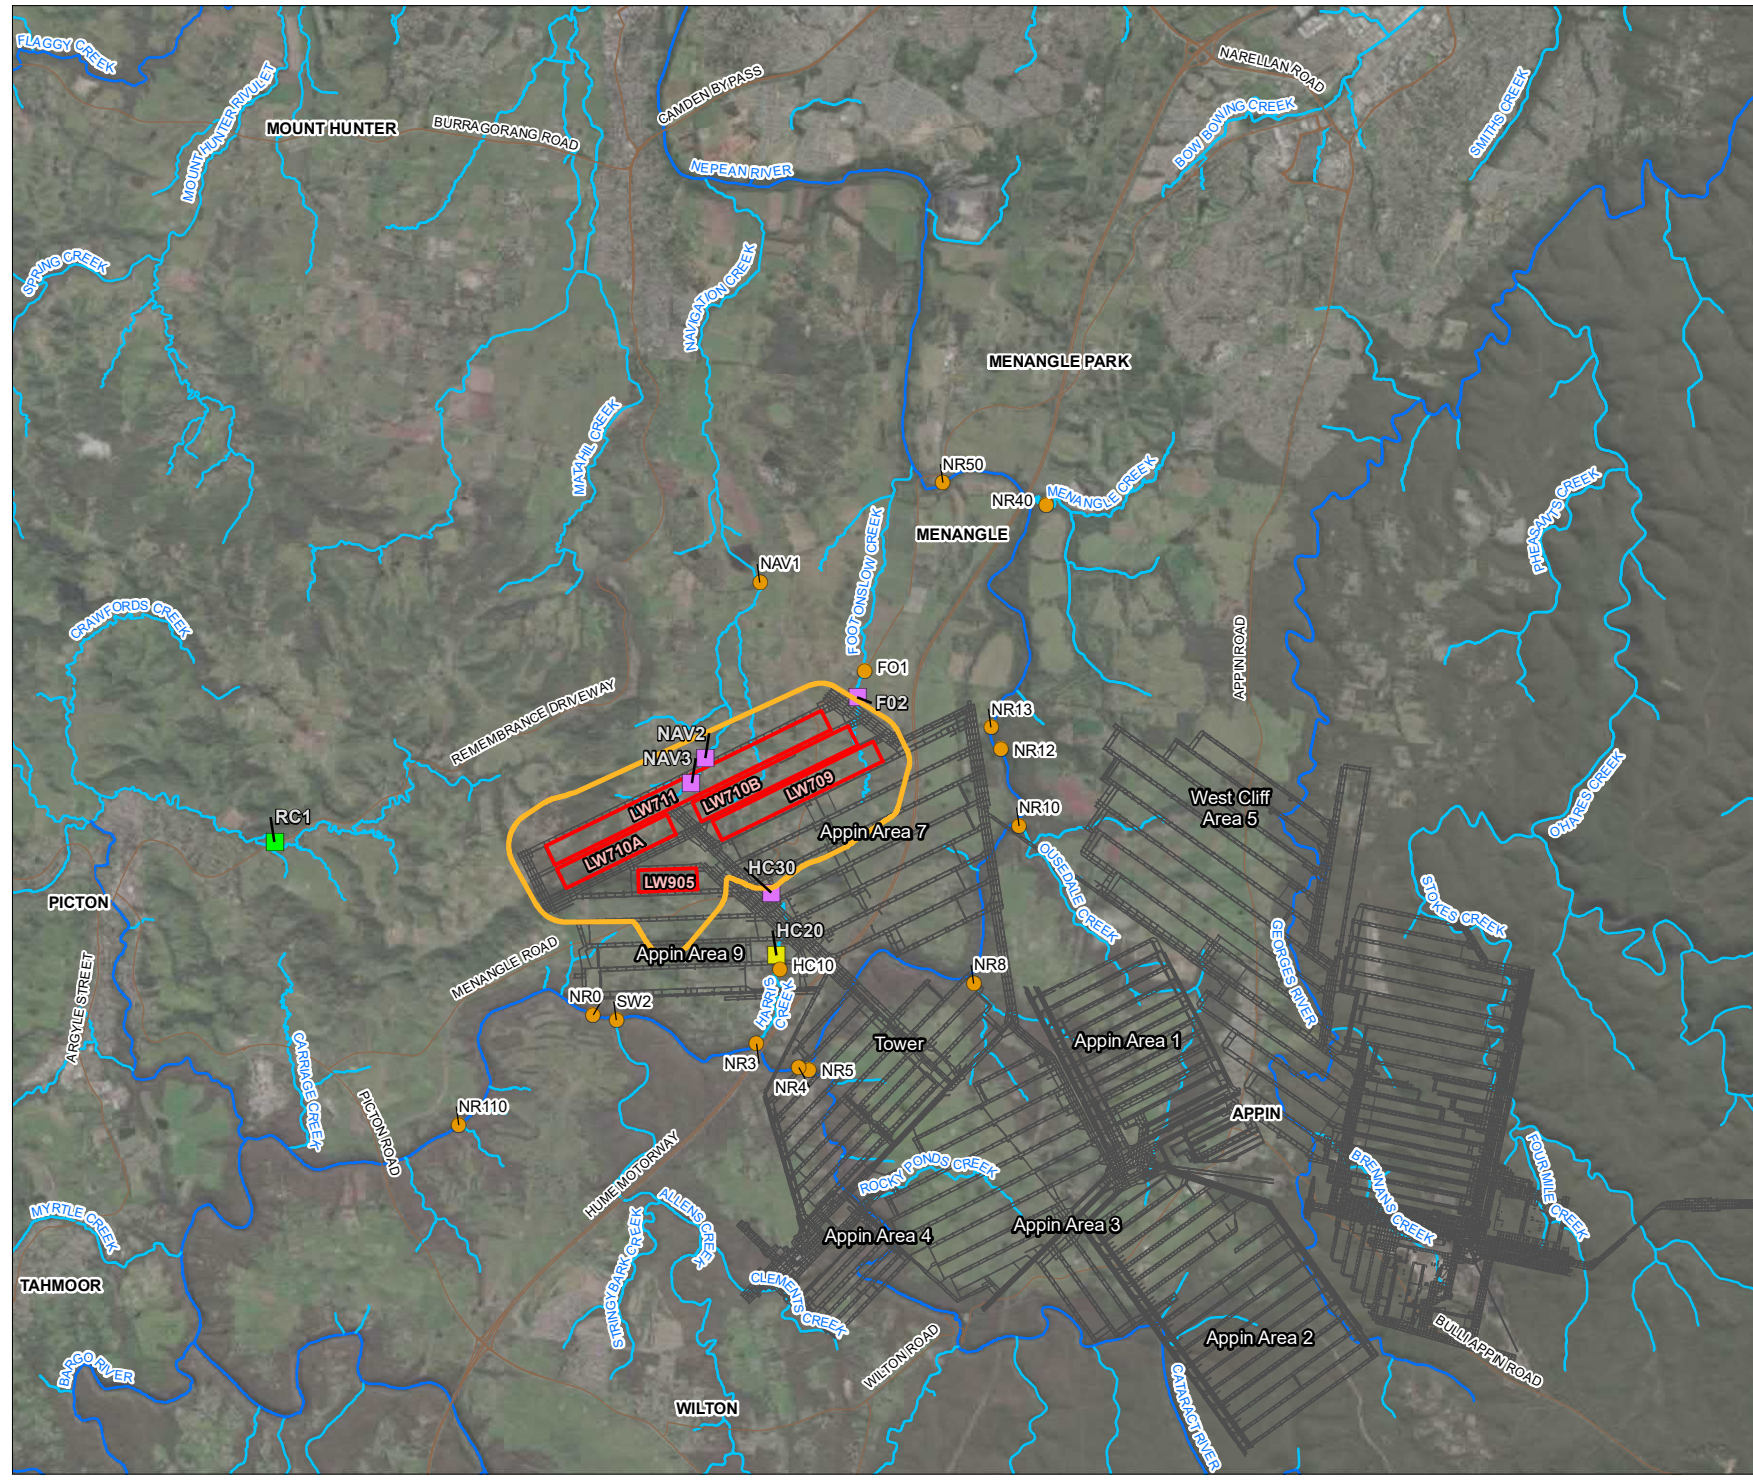 FLAGGY CREEK
MOUNT HUNTER RIVULET
MOUNT HUNTER
BURRAGORANG ROAD
CAMDEN BYPASS
NARELLAN ROAD
BOW BOWING CREEK
SMITHS CREEK
NEPEAN RIVER
SPRING CREEK
NAVIGATION CREEK
MENANGLE PARK
MATAHIL CREEK
NR50
NR40
MENANGLE CREEK
MENANGLE
PHEASANTS CREEK
FOOTONSLOW CREEK
NAV1
CRAWFORDS CREEK
APPIN ROAD
FO1
F02
REMEMBRANCE DRIVEWAY
NR13
NR12
NAV2
NAV3
LW711
LW710B
LW709
LW710A
LW905
Appin Area 7
West Cliff
Area 5
O'HARES CREEK
RC1
NR10
OUSEDALE CREEK
HC30
PICTON
STOKES CREEK
HC20
Appin Area 9
HC10
MENANGLE ROAD
ARGYLE STREET
GEORGES RIVER
NR8
NR0
SW2
HARRIS
CREEK
Tower
Appin Area 1
CARRIAGE CREEK
NR3
NR4
NR5
NR110
PICTON ROAD
APPIN
HUME MOTORWAY
ROCKY PONDS CREEK
BRENNANS CREEK
FOUR MILE CREEK
MYRTLE CREEK
ALLENS CREEK
STRINGYBARK CREEK
Appin Area 4
Appin Area 3
TAHMOOR
CLEMENTS CREEK
BARGO RIVER
WILTON ROAD
Appin Area 2
BULLI APPIN ROAD
CATARACT RIVER
WILTON